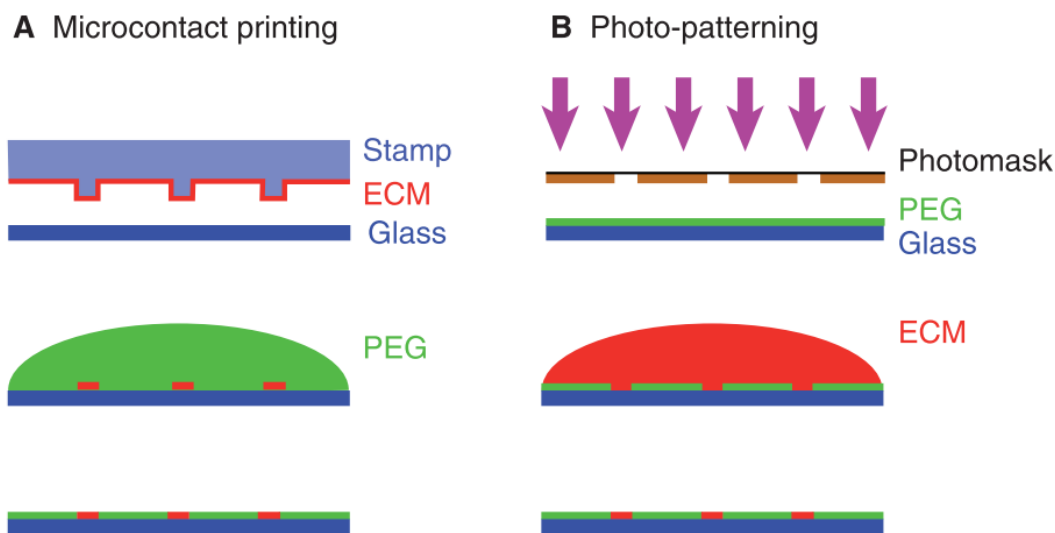 A Microcontact printing
Stamp
ECM
Glass
PEG
B Photo-patterning
Photomask
PEG
Glass
ECM